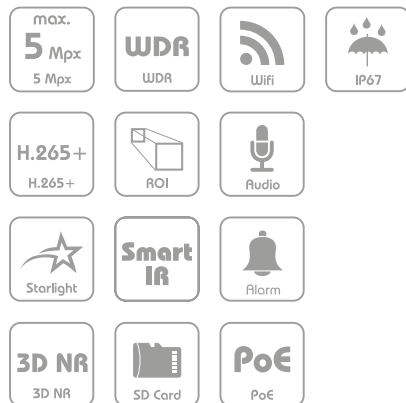 max.
5 Mpx
5 Mpx
WDR
WDR
Wifi
IP67
H.265+
H.265+
ROI
Audio
Starlight
Smart
IR
Alarm
3D NR
3D NR
SD Card
PoE
PoE